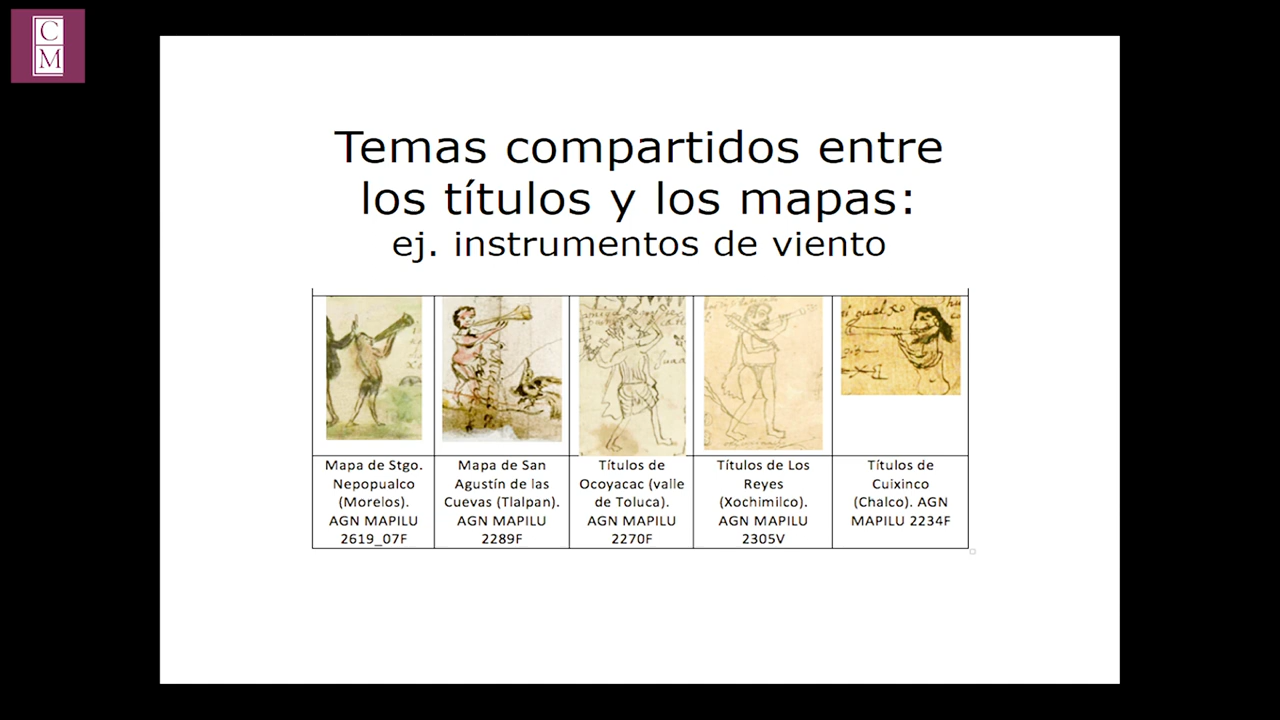 C
M
Temas compartidos entre
los títulos y los mapas:
ej. instrumentos de viento
Mapa de Stgo.
Nepopualco
(Morelos).
AGN MAPILU
2619_07F
Mapa de San
Agustín de las
Cuevas (Tlalpan).
AGN MAPILU
2289F
Títulos de
Ocoyacac (valle
de Toluca).
AGN MAPILU
2270F
Títulos de Los
Reyes
(Xochimilco).
AGN MAPILU
2305V
Títulos de
Cuixinco
(Chalco). AGN
MAPILU 2234F